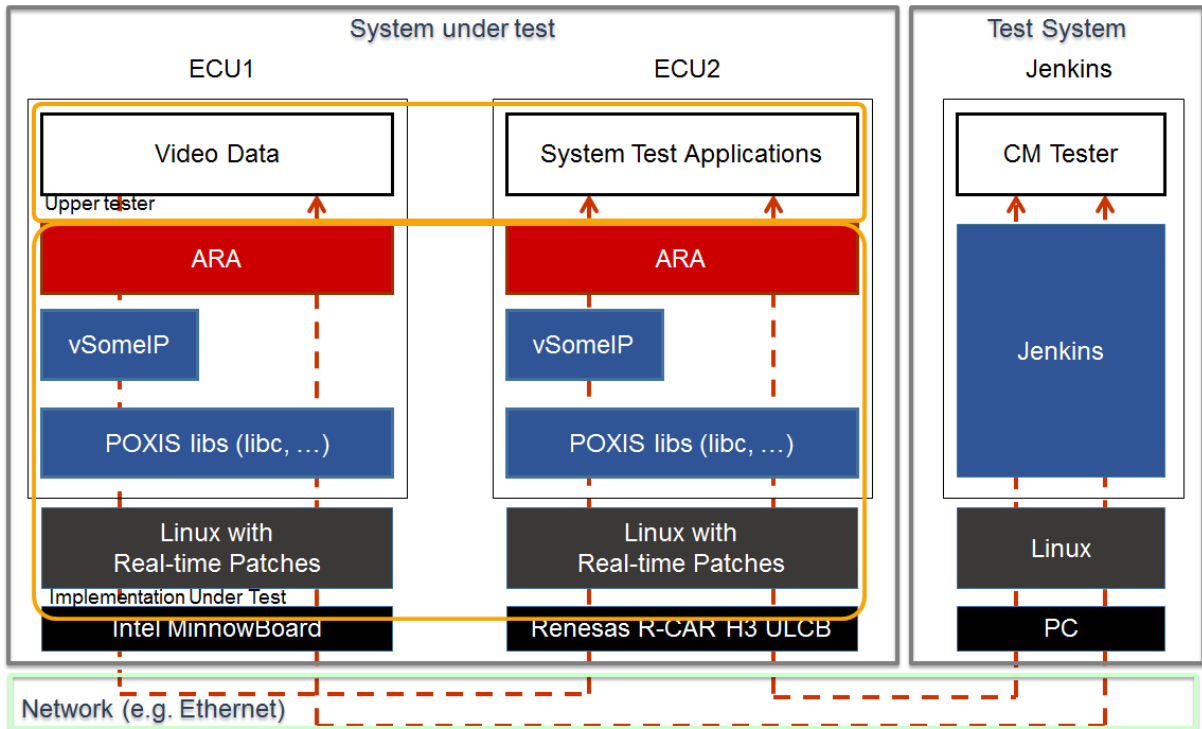 System under test
Test System
ECU1
ECU2
Jenkins
Video Data
System Test Applications
CM Tester
Upper tester
ARA
ARA
Jenkins
vSomeIP
vSomeIP
POXIS libs (libc, …)
POXIS libs (libc, …)
Linux with
Real-time Patches
Linux with
Real-time Patches
Linux
Implementation Under Test
Intel MinnowBoard
Renesas R-CAR H3 ULCB
PC
Network (e.g. Ethernet)